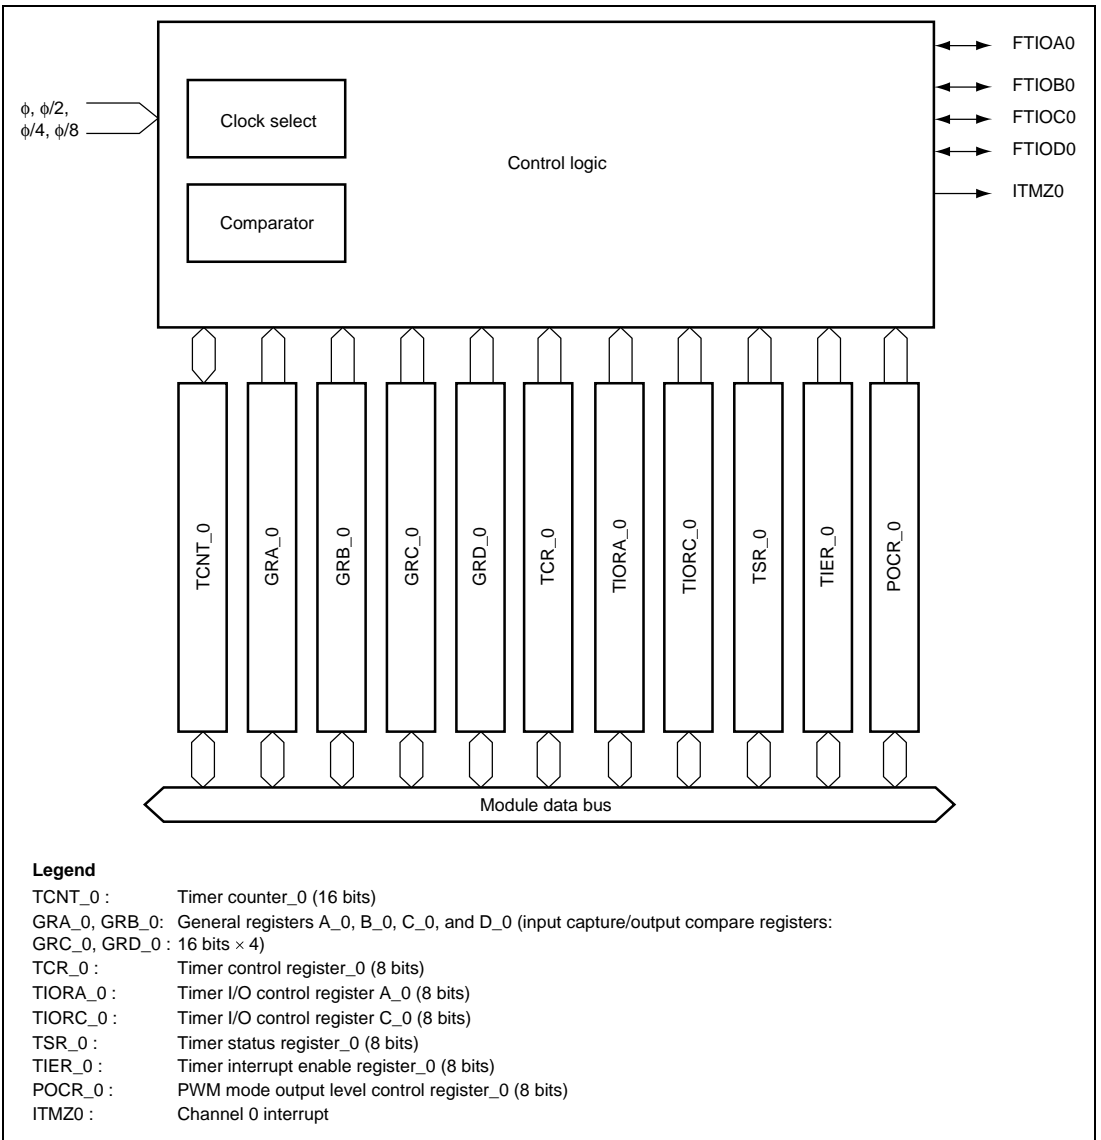 FTIOA0
φ, φ/2,
φ/4, φ/8
Clock select
FTIOB0
FTIOC0
Control logic
FTIOD0
ITMZ0
Comparator
TCNT_0
GRA_0
GRB_0
GRC_0
GRD_0
TCR_0
TIORA_0
TIORC_0
TSR_0
TIER_0
POCR_0
Module data bus
Legend
TCNT_0 : Timer counter_0 (16 bits)
GRA_0, GRB_0: General registers A_0, B_0, C_0, and D_0 (input capture/output compare registers:
GRC_0, GRD_0 : 16 bits × 4)
TCR_0 : Timer control register_0 (8 bits)
TIORA_0 : Timer I/O control register A_0 (8 bits)
TIORC_0 : Timer I/O control register C_0 (8 bits)
TSR_0 : Timer status register_0 (8 bits)
TIER_0 : Timer interrupt enable register_0 (8 bits)
POCR_0 : PWM mode output level control register_0 (8 bits)
ITMZ0 : Channel 0 interrupt